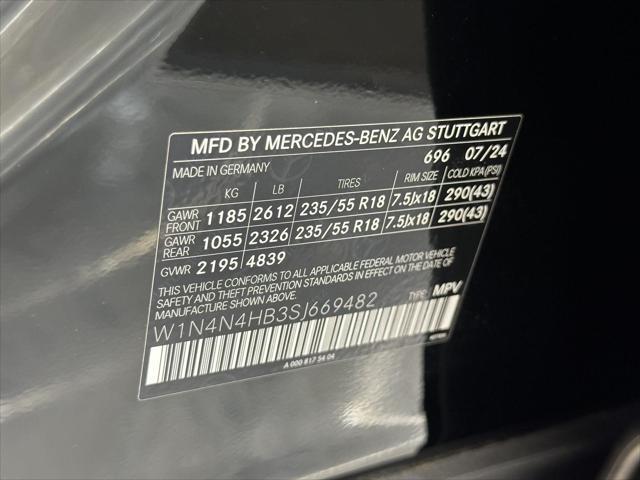 MFD BY MERCEDES-BENZ AG STUTTGART
MADE IN GERMANY 696 07/24
KG LB TIRES RIM SIZE COLD KPA(PSI)
GAWR FRONT 1185 2612 235/55 R18 7.5Jx18 290(43)
GAWR REAR 1055 2326 235/55 R18 7.5Jx18 290(43)
GVWR 2195 4839
THIS VEHICLE CONFORMS TO ALL APPLICABLE FEDERAL MOTOR VEHICLE
SAFETY AND THEFT PREVENTION STANDARDS IN EFFECT ON THE DATE OF
MANUFACTURE SHOWN ABOVE.
W1N4N4HB3SJ669482 TYPE: MPV
A 000 817 54 04